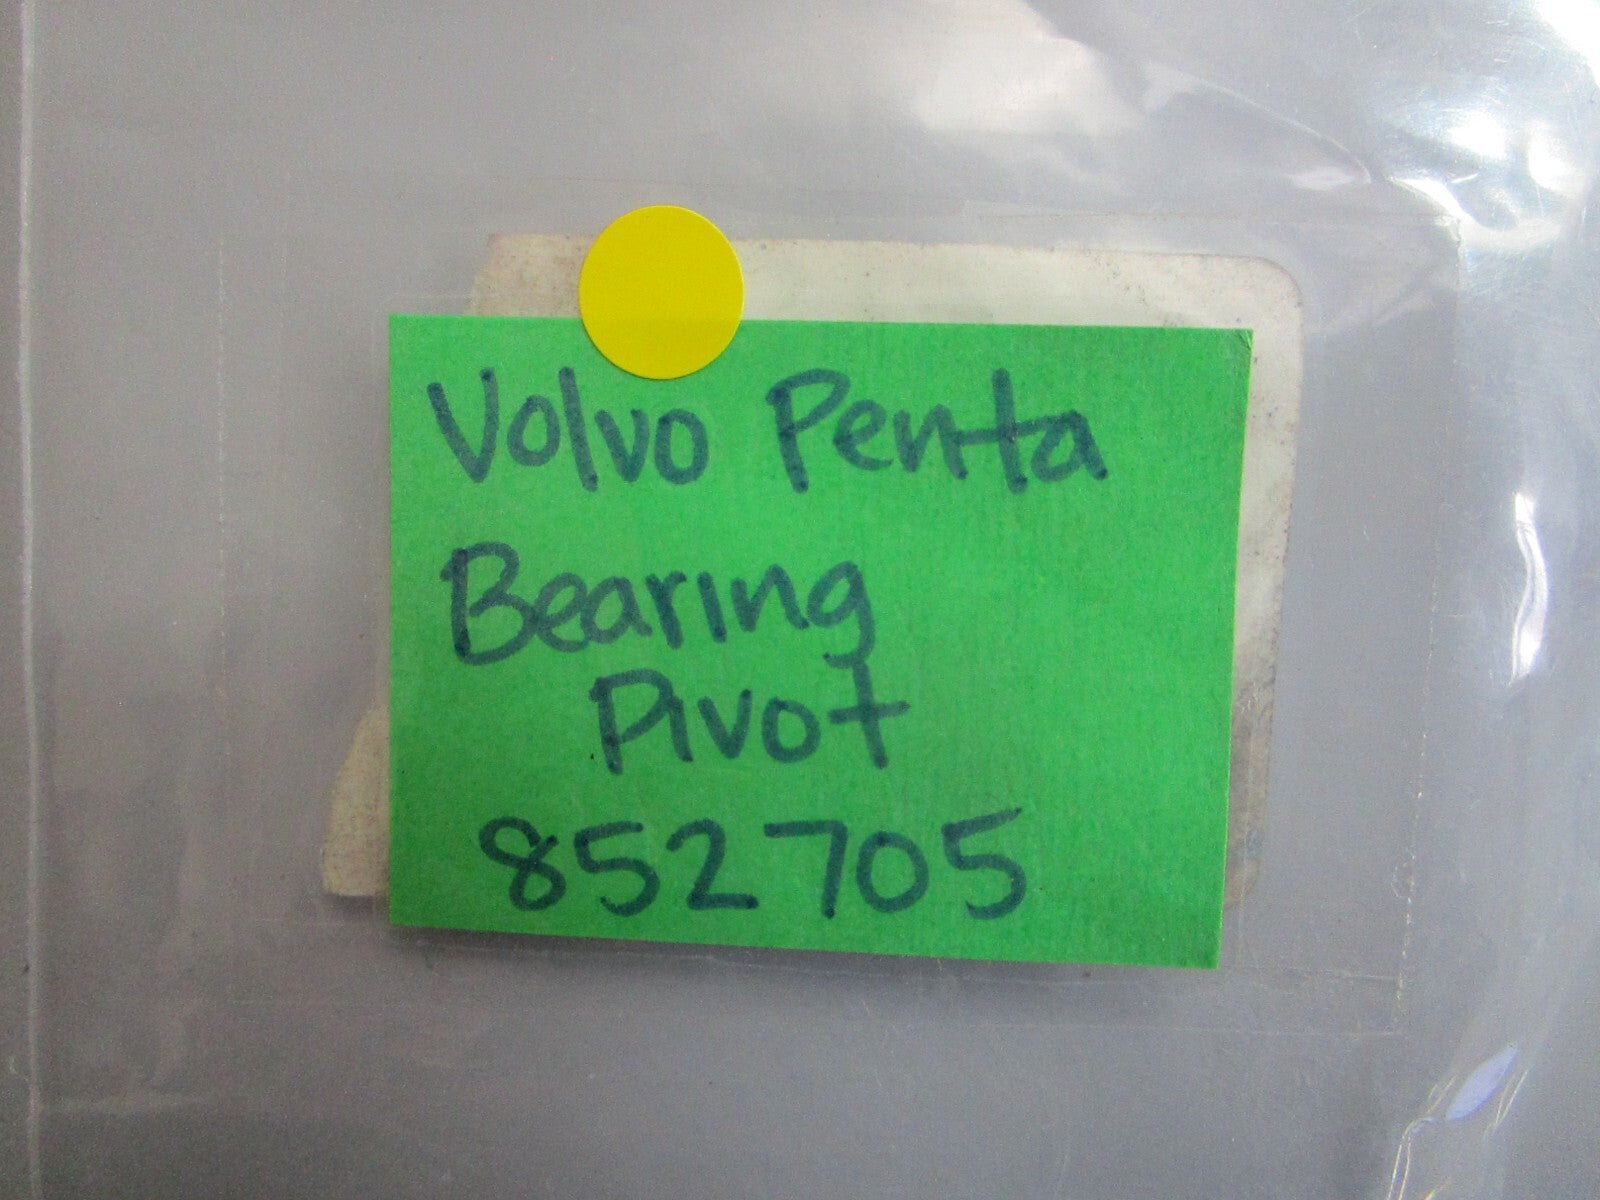 Volvo Penta
Bearing
Pivot
852705